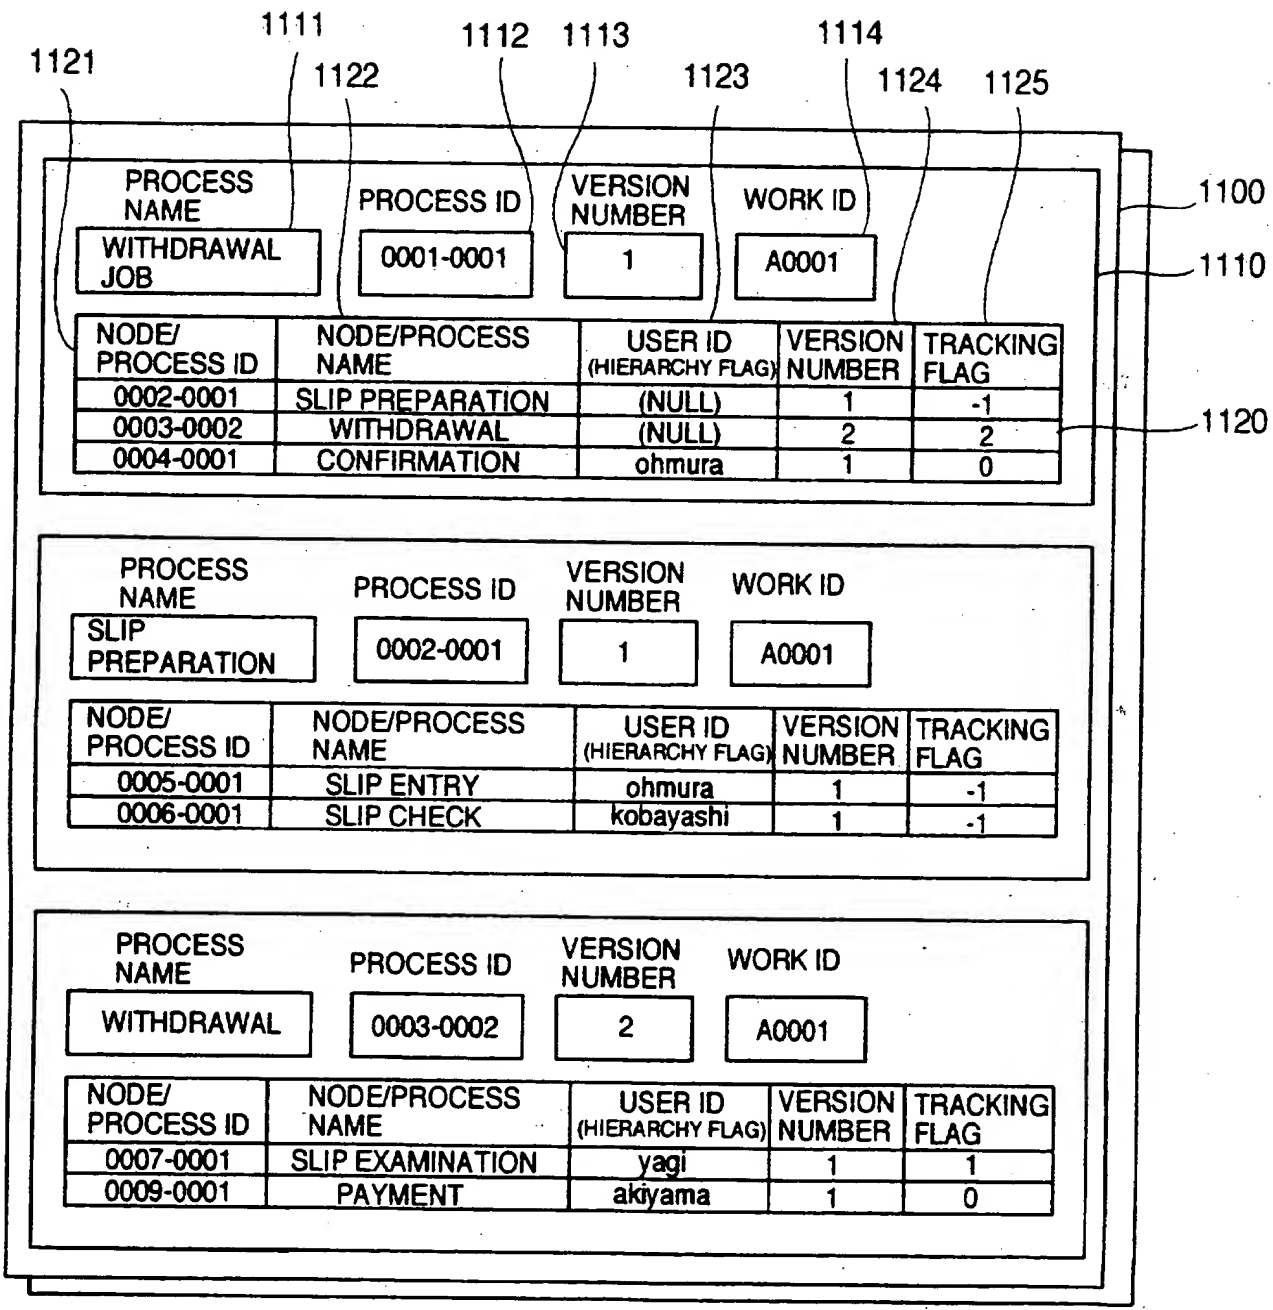 1111
1112
1113
1114
1121
1122
1123
1124
1125
1100
1110
1120
PROCESS
NAME
PROCESS ID
VERSION
NUMBER
WORK ID
WITHDRAWAL
JOB
0001-0001
1
A0001
NODE/
PROCESS ID
NODE/PROCESS
NAME
USER ID
(HIERARCHY FLAG)
VERSION
NUMBER
TRACKING
FLAG
0002-0001 SLIP PREPARATION (NULL) 1 -1
0003-0002 WITHDRAWAL (NULL) 2 2
0004-0001 CONFIRMATION ohmura 1 0
PROCESS
NAME
PROCESS ID
VERSION
NUMBER
WORK ID
SLIP
PREPARATION
0002-0001
1
A0001
NODE/
PROCESS ID
NODE/PROCESS
NAME
USER ID
(HIERARCHY FLAG)
VERSION
NUMBER
TRACKING
FLAG
0005-0001 SLIP ENTRY ohmura 1 -1
0006-0001 SLIP CHECK kobayashi 1 -1
PROCESS
NAME
PROCESS ID
VERSION
NUMBER
WORK ID
WITHDRAWAL
0003-0002
2
A0001
NODE/
PROCESS ID
NODE/PROCESS
NAME
USER ID
(HIERARCHY FLAG)
VERSION
NUMBER
TRACKING
FLAG
0007-0001 SLIP EXAMINATION yagi 1 1
0009-0001 PAYMENT akiyama 1 0